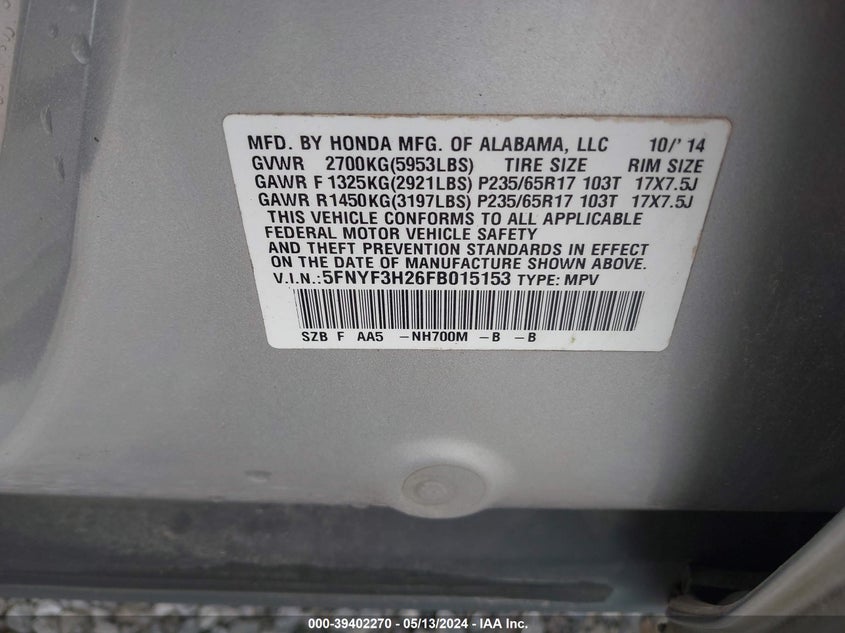 MFD. BY HONDA MFG. OF ALABAMA, LLC 10/' 14
GVWR 2700KG(5953LBS) TIRE SIZE RIM SIZE
GAWR F 1325KG(2921LBS) P235/65R17 103T 17X7.5J
GAWR R1450KG(3197LBS) P235/65R17 103T 17X7.5J
THIS VEHICLE CONFORMS TO ALL APPLICABLE
FEDERAL MOTOR VEHICLE SAFETY
AND THEFT PREVENTION STANDARDS IN EFFECT
ON THE DATE OF MANUFACTURE SHOWN ABOVE.
V.I.N.:5FNYF3H26FB015153 TYPE: MPV
SZB F AA5 -NH700M -B -B
000-39402270 - 05/13/2024 - IAA Inc.